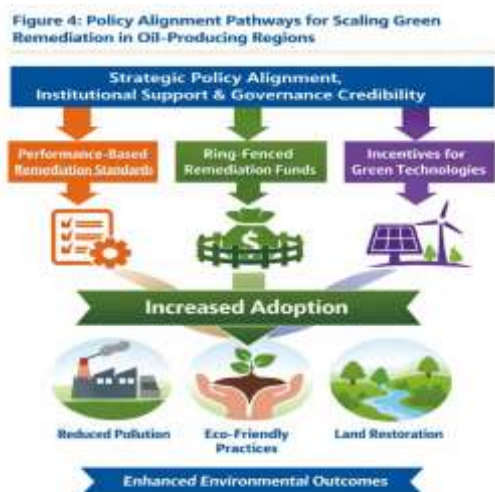 Figure 4: Policy Alignment Pathways for Scaling Green
Remediation in Oil-Producing Regions
Strategic Policy Alignment,
Institutional Support & Governance Credibility
Performance-Based
Remediation Standards
Ring-Fenced
Remediation Funds
Incentives for
Green Technologies
$
Increased Adoption
Reduced Pollution
Eco-Friendly
Practices
Land Restoration
Enhanced Environmental Outcomes